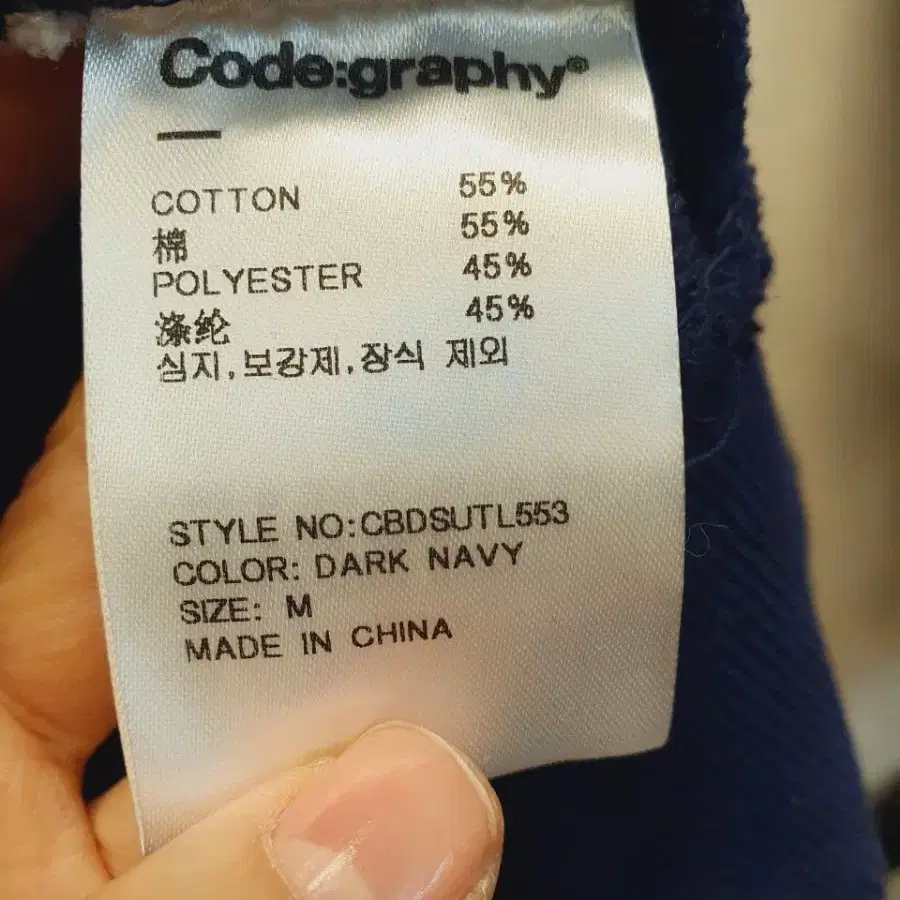 Code:graphy®
COTTON 55%
棉 55%
POLYESTER 45%
涤纶 45%
심지,보강제,장식 제외
STYLE NO:CBDSUTL553
COLOR: DARK NAVY
SIZE: M
MADE IN CHINA